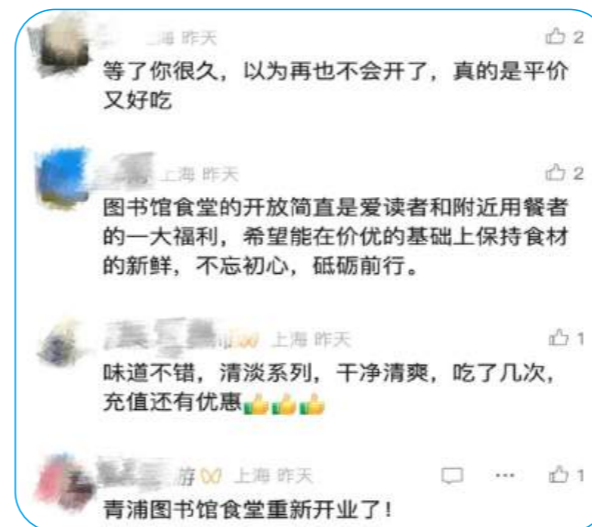 上海 昨天 2
等了你很久，以为再也不会开了，真的是平价
又好吃
上海 昨天 2
图书馆食堂的开放简直是爱读者和附近用餐者
的一大福利，希望能在价优的基础上保持食材
的新鲜，不忘初心，砥砺前行。
上海 昨天 1
味道不错，清淡系列，干净清爽，吃了几次，
充值还有优惠👍👍👍
游 上海 昨天 1
青浦图书馆食堂重新开业了！